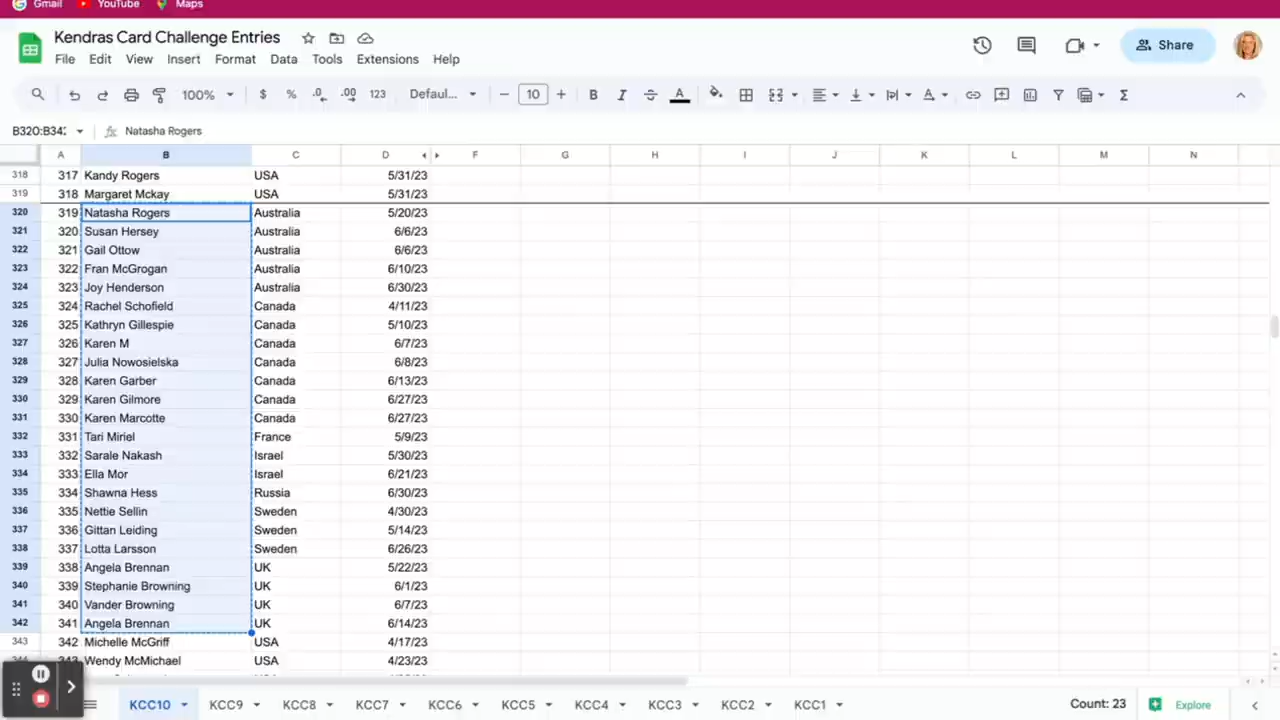 Gmail YouTube Maps
Kendras Card Challenge Entries
Share
File Edit View Insert Format Data Tools Extensions Help
100% $ % .0 .00 123 Defaul... 10 B I A A Σ
B320:B342 fx Natasha Rogers
A B C D F G H I J K L M N
318 317 Kandy Rogers USA 5/31/23
319 318 Margaret Mckay USA 5/31/23
320 319 Natasha Rogers Australia 5/20/23
321 320 Susan Hersey Australia 6/6/23
322 321 Gail Ottow Australia 6/6/23
323 322 Fran McGrogan Australia 6/10/23
324 323 Joy Henderson Australia 6/30/23
325 324 Rachel Schofield Canada 4/11/23
326 325 Kathryn Gillespie Canada 5/10/23
327 326 Karen M Canada 6/7/23
328 327 Julia Nowosielska Canada 6/8/23
329 328 Karen Garber Canada 6/13/23
330 329 Karen Gilmore Canada 6/27/23
331 330 Karen Marcotte Canada 6/27/23
332 331 Tari Miriel France 5/9/23
333 332 Sarale Nakash Israel 5/30/23
334 333 Ella Mor Israel 6/21/23
335 334 Shawna Hess Russia 6/30/23
336 335 Nettie Sellin Sweden 4/30/23
337 336 Gittan Leiding Sweden 5/14/23
338 337 Lotta Larsson Sweden 6/26/23
339 338 Angela Brennan UK 5/22/23
340 339 Stephanie Browning UK 6/1/23
341 340 Vander Browning UK 6/7/23
342 341 Angela Brennan UK 6/14/23
343 342 Michelle McGriff USA 4/17/23
344 343 Wendy McMichael USA 4/23/23
KCC10 KCC9 KCC8 KCC7 KCC6 KCC5 KCC4 KCC3 KCC2 KCC1 Count: 23 Explore